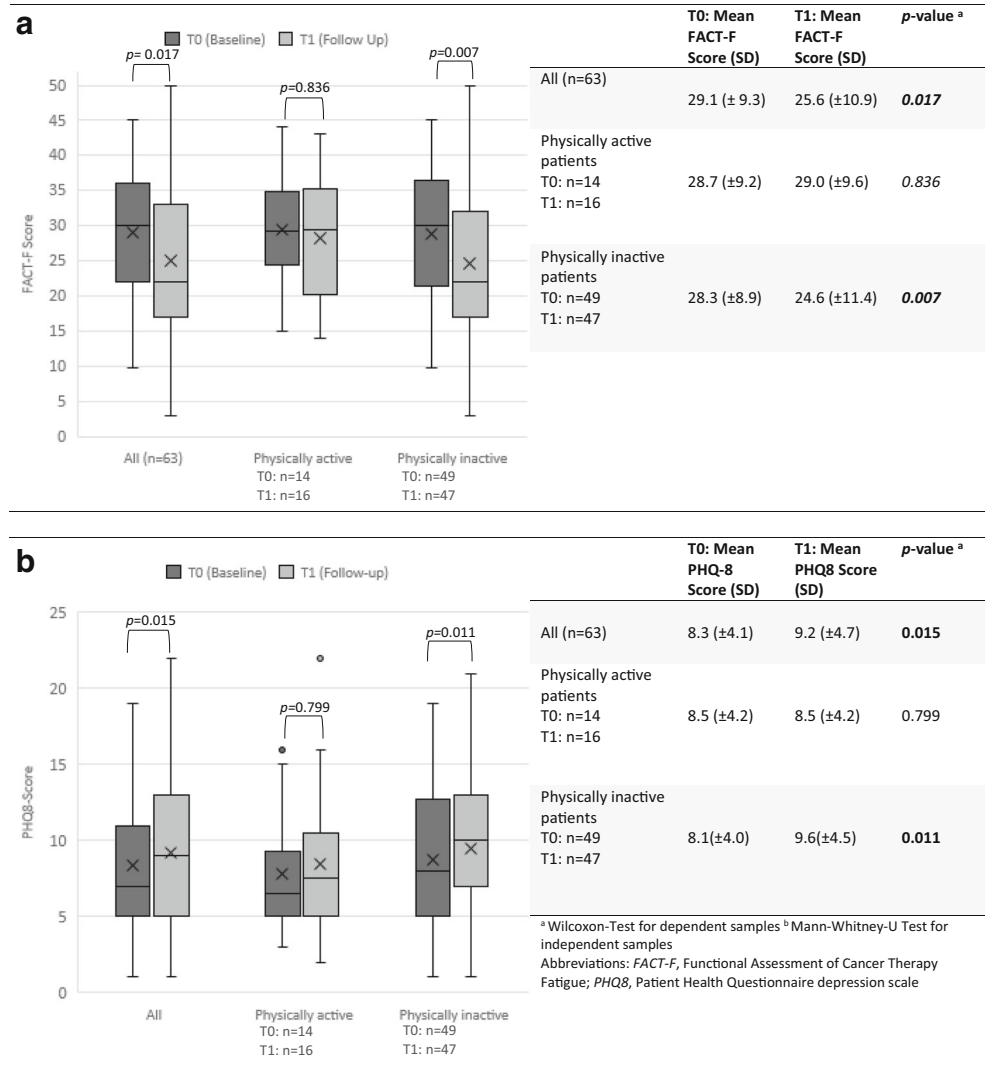 a
T0 (Baseline) T1 (Follow Up)
p= 0.017
p=0.836
p=0.007
FACT-F Score
50
45
40
35
30
25
20
15
10
5
0
All (n=63)
Physically active
T0: n=14
T1: n=16
Physically inactive
T0: n=49
T1: n=47
T0: Mean FACT-F Score (SD)
T1: Mean FACT-F Score (SD)
p-value a
All (n=63)
29.1 (± 9.3) 25.6 (±10.9) 0.017
Physically active
patients
T0: n=14 28.7 (±9.2) 29.0 (±9.6) 0.836
T1: n=16
Physically inactive
patients
T0: n=49 28.3 (±8.9) 24.6 (±11.4) 0.007
T1: n=47
b
T0 (Baseline) T1 (Follow-up)
p=0.015
p=0.799
p=0.011
PHQ8-Score
25
20
15
10
5
0
All
Physically active
T0: n=14
T1: n=16
Physically inactive
T0: n=49
T1: n=47
T0: Mean PHQ-8 Score (SD)
T1: Mean PHQ8 Score (SD)
p-value a
All (n=63) 8.3 (±4.1) 9.2 (±4.7) 0.015
Physically active
patients
T0: n=14 8.5 (±4.2) 8.5 (±4.2) 0.799
T1: n=16
Physically inactive
patients
T0: n=49 8.1(±4.0) 9.6(±4.5) 0.011
T1: n=47
a Wilcoxon-Test for dependent samples b Mann-Whitney-U Test for
independent samples
Abbreviations: FACT-F, Functional Assessment of Cancer Therapy
Fatigue; PHQ8, Patient Health Questionnaire depression scale